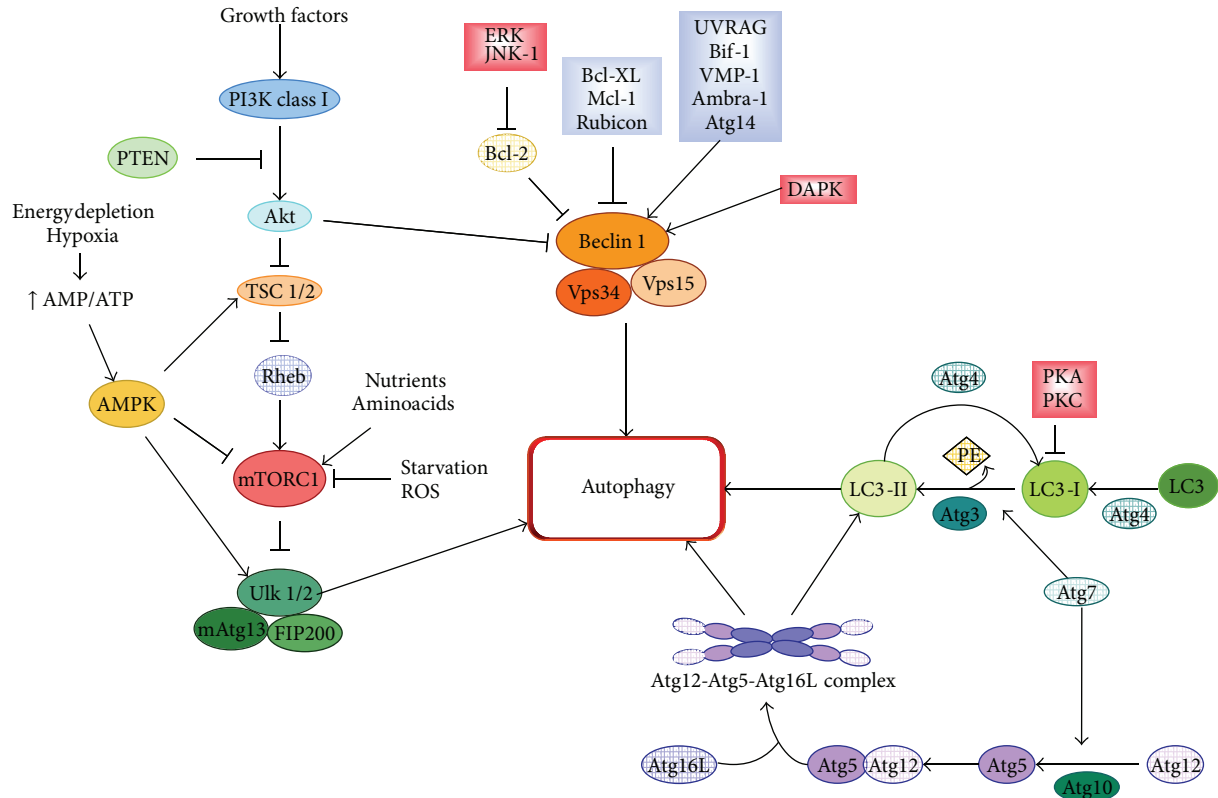 Growth factors
PI3K class I
PTEN
Akt
Energy depletion
Hypoxia
↑ AMP/ATP
TSC 1/2
Rheb
AMPK
Nutrients
Aminoacids
mTORC1
Starvation
ROS
Ulk 1/2
mAtg13
FIP200
ERK
JNK-1
Bcl-2
Bcl-XL
Mcl-1
Rubicon
UVRAG
Bif-1
VMP-1
Ambra-1
Atg14
DAPK
Beclin 1
Vps34
Vps15
Autophagy
Atg4
PKA
PKC
PE
LC3-II
LC3-I
LC3
Atg3
Atg4
Atg7
Atg12-Atg5-Atg16L complex
Atg16L
Atg5
Atg12
Atg5
Atg10
Atg12